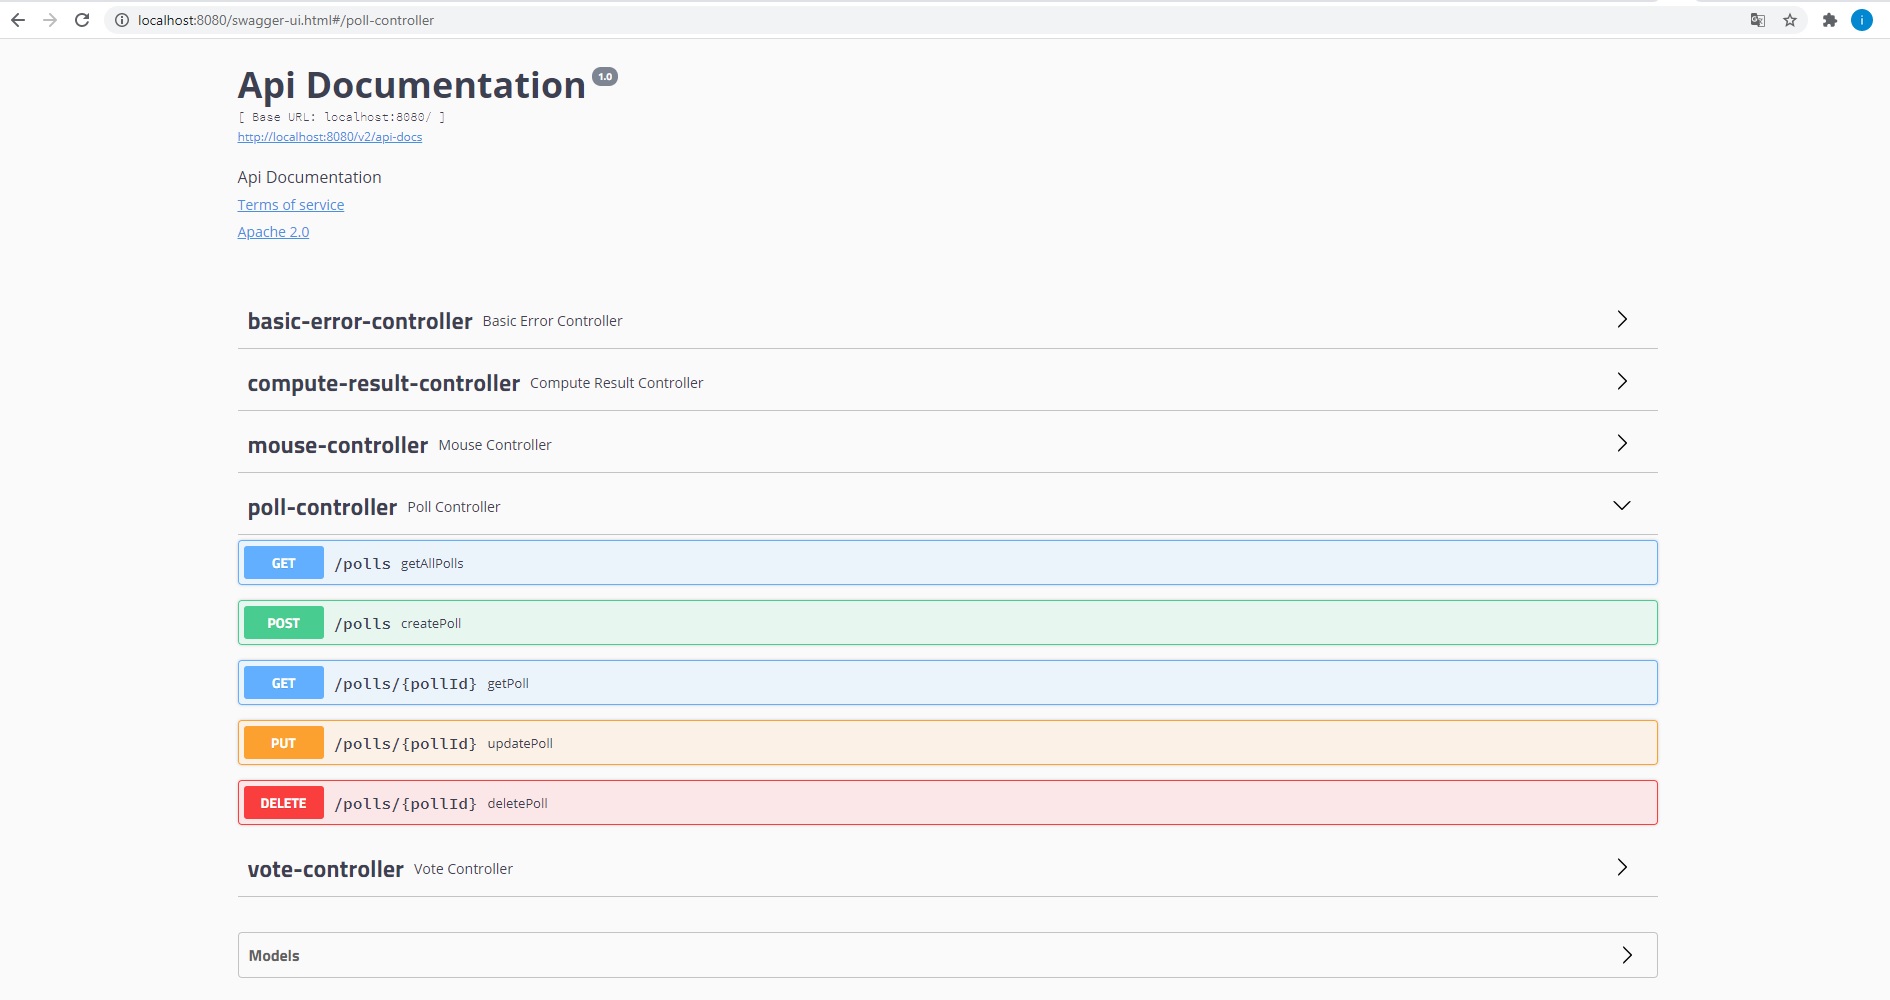 localhost:8080/swagger-ui.html#/poll-controller
i
Api Documentation 1.0
[ Base URL: localhost:8080/ ]
http://localhost:8080/v2/api-docs
Api Documentation
Terms of service
Apache 2.0
basic-error-controller Basic Error Controller
compute-result-controller Compute Result Controller
mouse-controller Mouse Controller
poll-controller Poll Controller
GET /polls getAllPolls
POST /polls createPoll
GET /polls/{pollId} getPoll
PUT /polls/{pollId} updatePoll
DELETE /polls/{pollId} deletePoll
vote-controller Vote Controller
Models